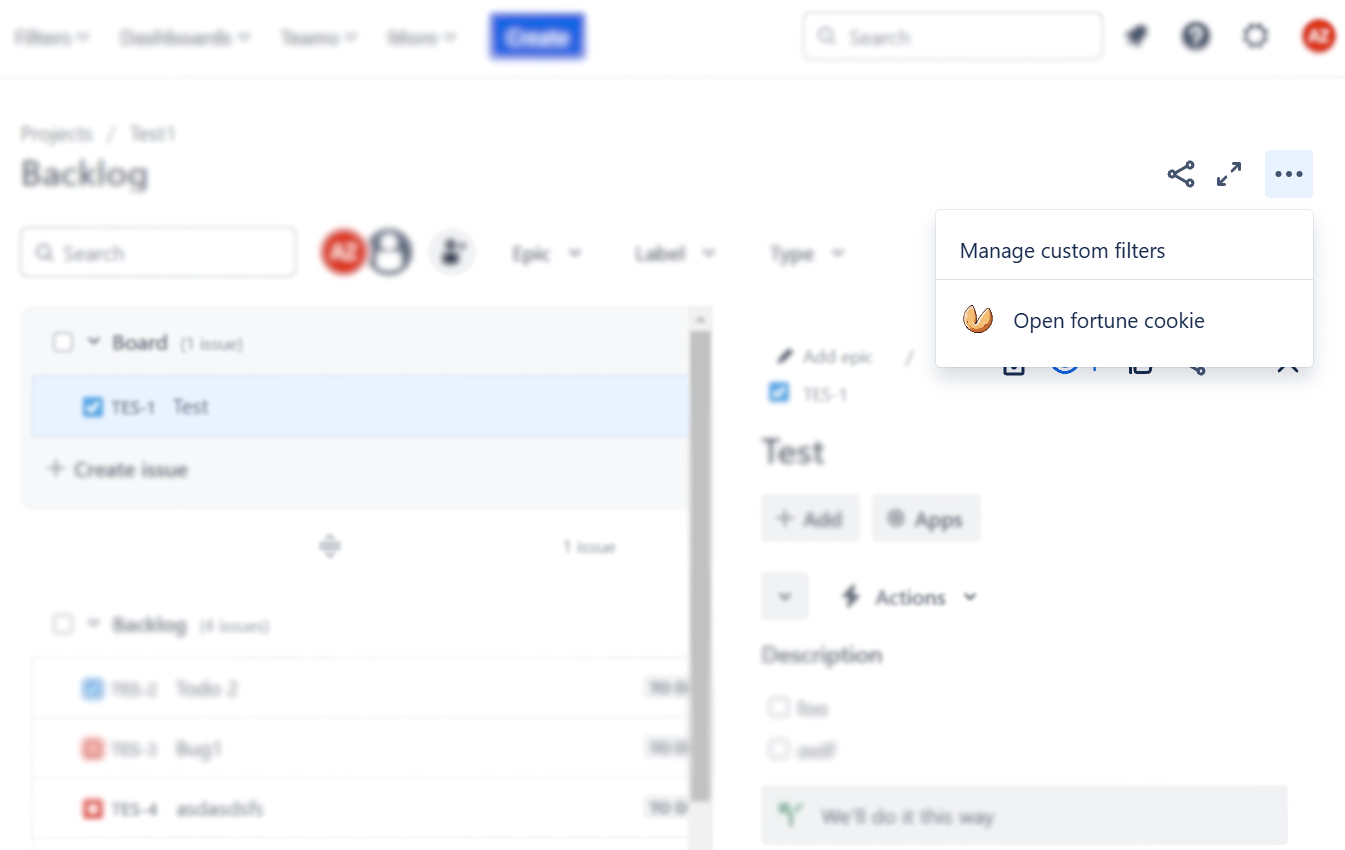 Filters Dashboards Teams More Create Search AZ
Projects / Test1
Backlog
Search AZ Epic Label Type
Manage custom filters
Open fortune cookie
Board (1 issue)
Add epic /
TES-1 Test
TES-1
Test
+ Create issue
+ Add Apps
1 issue
Actions
Backlog (4 issues)
Description
TES-2 Todo 2
foo
TES-3 Bug1
asdf
TES-4 asdasdsfs
We'll do it this way